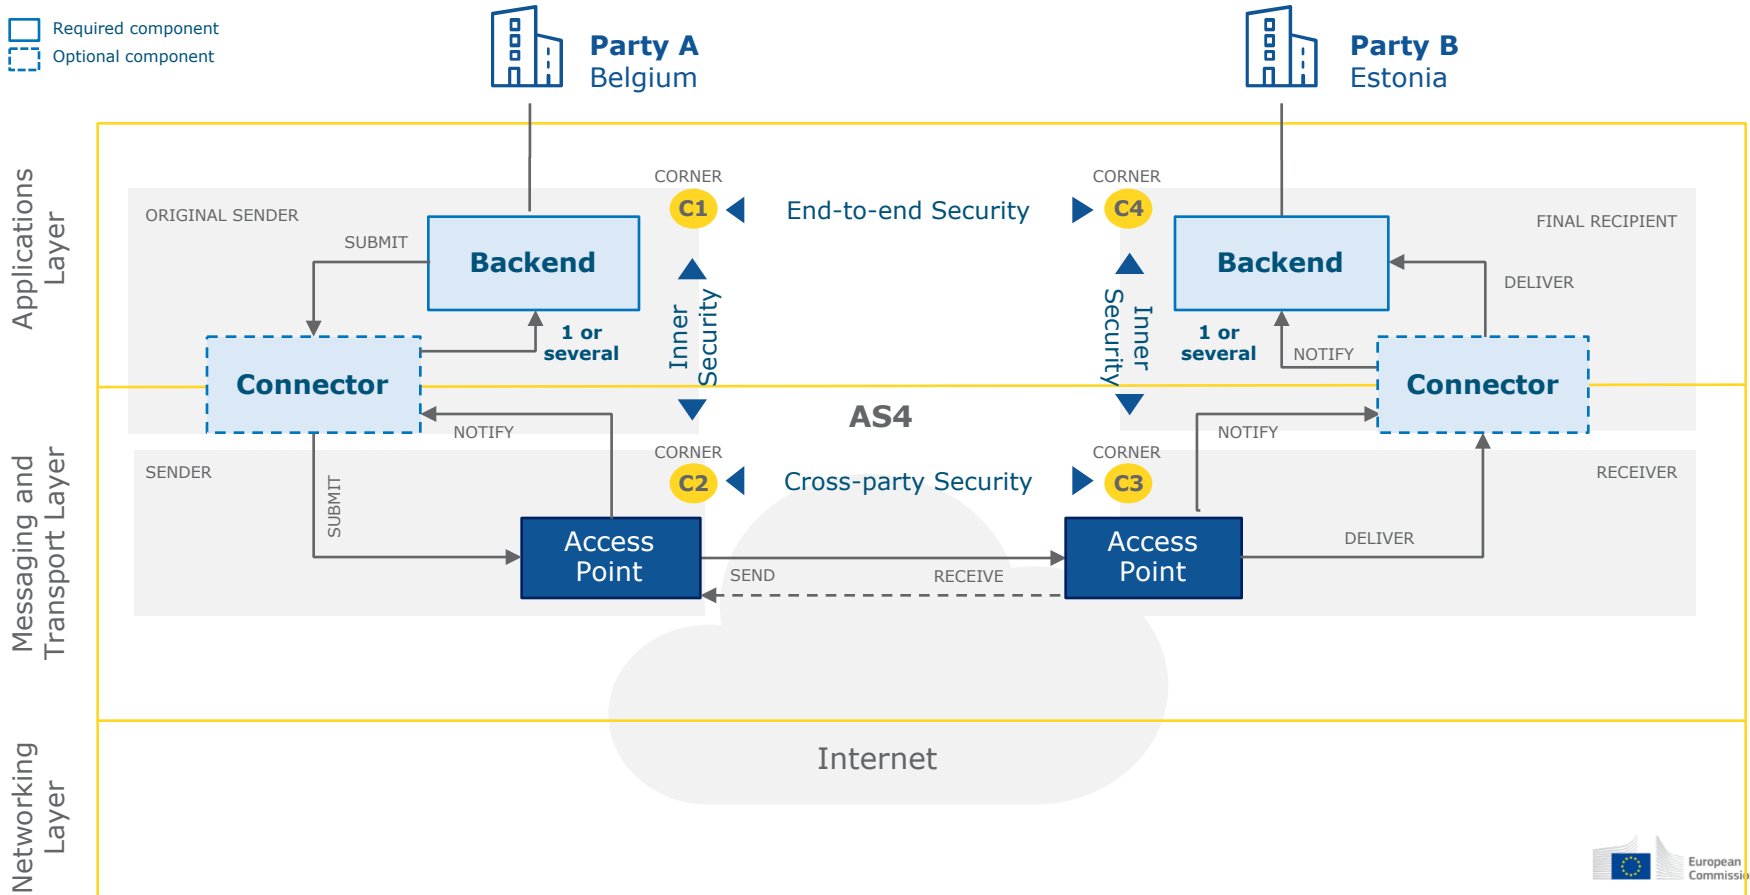 Required component
Optional component
Party A
Belgium
Party B
Estonia
Applications
Layer
Messaging and
Transport Layer
Networking
Layer
CORNER
C1
End-to-end Security
CORNER
C4
ORIGINAL SENDER
FINAL RECIPIENT
SUBMIT
Backend
Backend
DELIVER
Inner
Security
Inner
Security
1 or
several
1 or
several
NOTIFY
Connector
Connector
AS4
NOTIFY
NOTIFY
SENDER
CORNER
C2
Cross-party Security
CORNER
C3
RECEIVER
SUBMIT
Access
Point
Access
Point
DELIVER
SEND
RECEIVE
Internet
European
Commissio